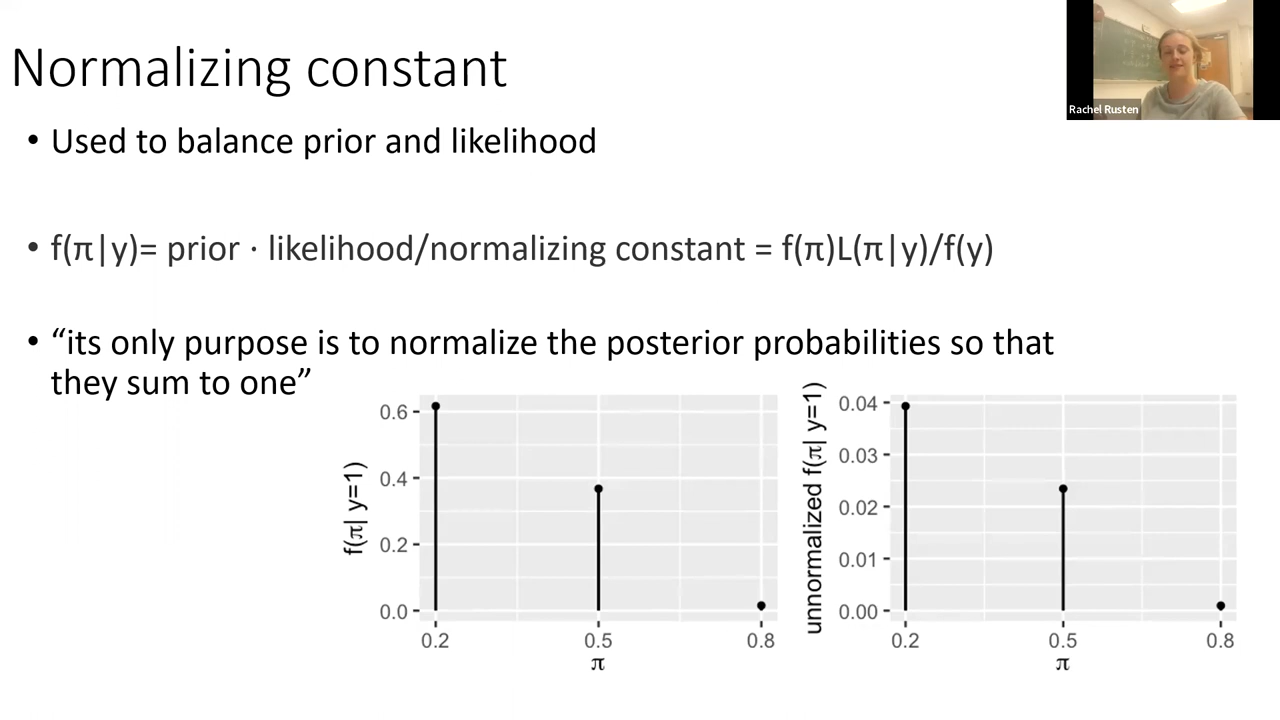 Normalizing constant
Rachel Rusten
• Used to balance prior and likelihood
• f(π|y)= prior · likelihood/normalizing constant = f(π)L(π|y)/f(y)
• “its only purpose is to normalize the posterior probabilities so that
they sum to one”
f(π| y=1)
0.6
0.4
0.2
0.0
0.2 0.5 0.8
π
unnormalized f(π| y=1)
0.04
0.03
0.02
0.01
0.00
0.2 0.5 0.8
π